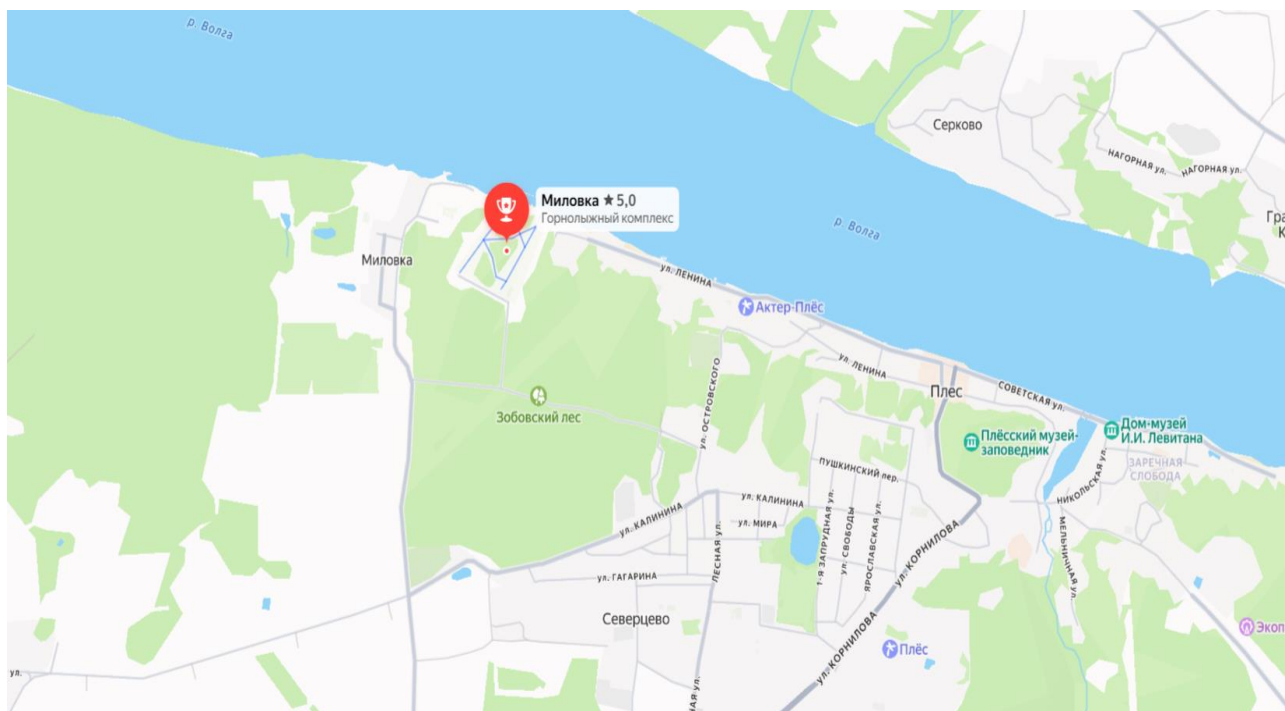 р. Волга
Серково
НАГОРНАЯ ул.
НАГОРНАЯ ул.
Миловка ★ 5,0
Горнолыжный комплекс
р. Волга
Миловка
ул. ЛЕНИНА
Актер-Плёс
ул. ЛЕНИНА
Плес
СОВЕТСКАЯ ул.
Зобовский лес
ул. ОСТРОВСКОГО
Дом-музей
И.И. Левитана
Плёсский музей-
заповедник
ЗАРЕЧНАЯ
СЛОБОДА
ПУШКИНСКИЙ пер.
НИКОЛЬСКАЯ ул.
ул. КАЛИНИНА
ул. КАЛИНИНА
ул. МИРА
ЛЕСНАЯ ул.
1-Я ЗАПРУДНАЯ ул.
ул. СВОБОДЫ
ЯРОСЛАВСКАЯ ул.
ул. КОРНИЛОВА
МЕЛЬНИЧНАЯ ул.
ул. ГАГАРИНА
Северцево
Плёс
ул. КОРНИЛОВА
ул.